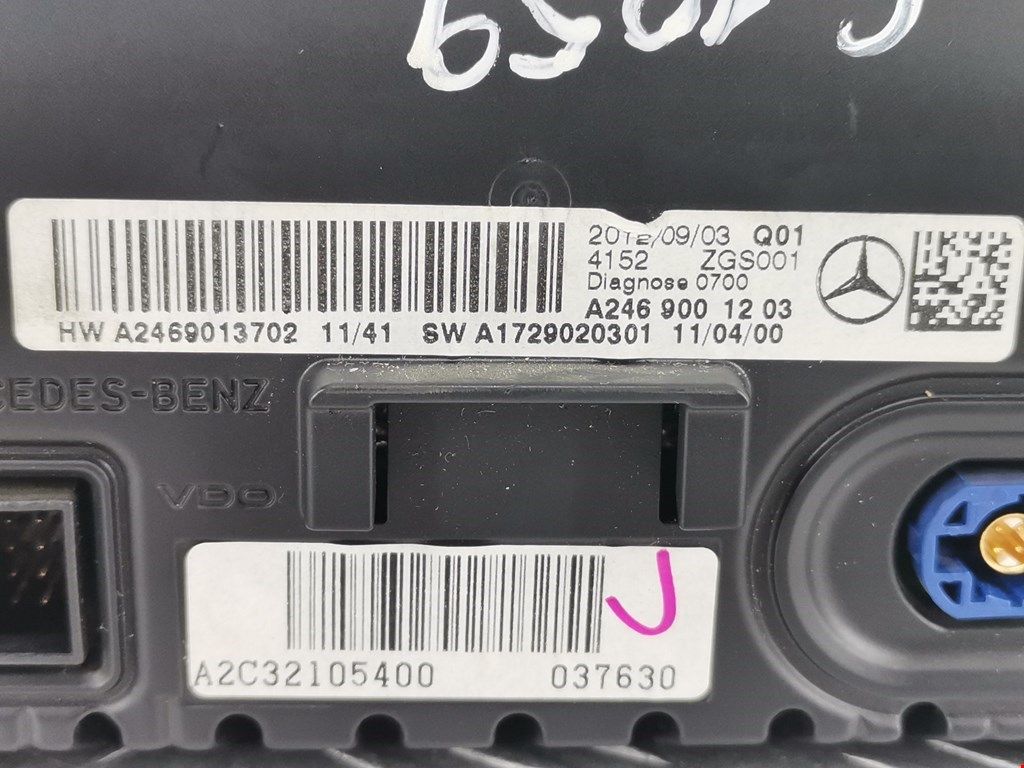 2012/09/03 Q01
4152 ZGS001
Diagnose 0700
A246 900 12 03
HW A2469013702 11/41 SW A1729020301 11/04/00
CEDES-BENZ
VDO
A2C32105400 037630